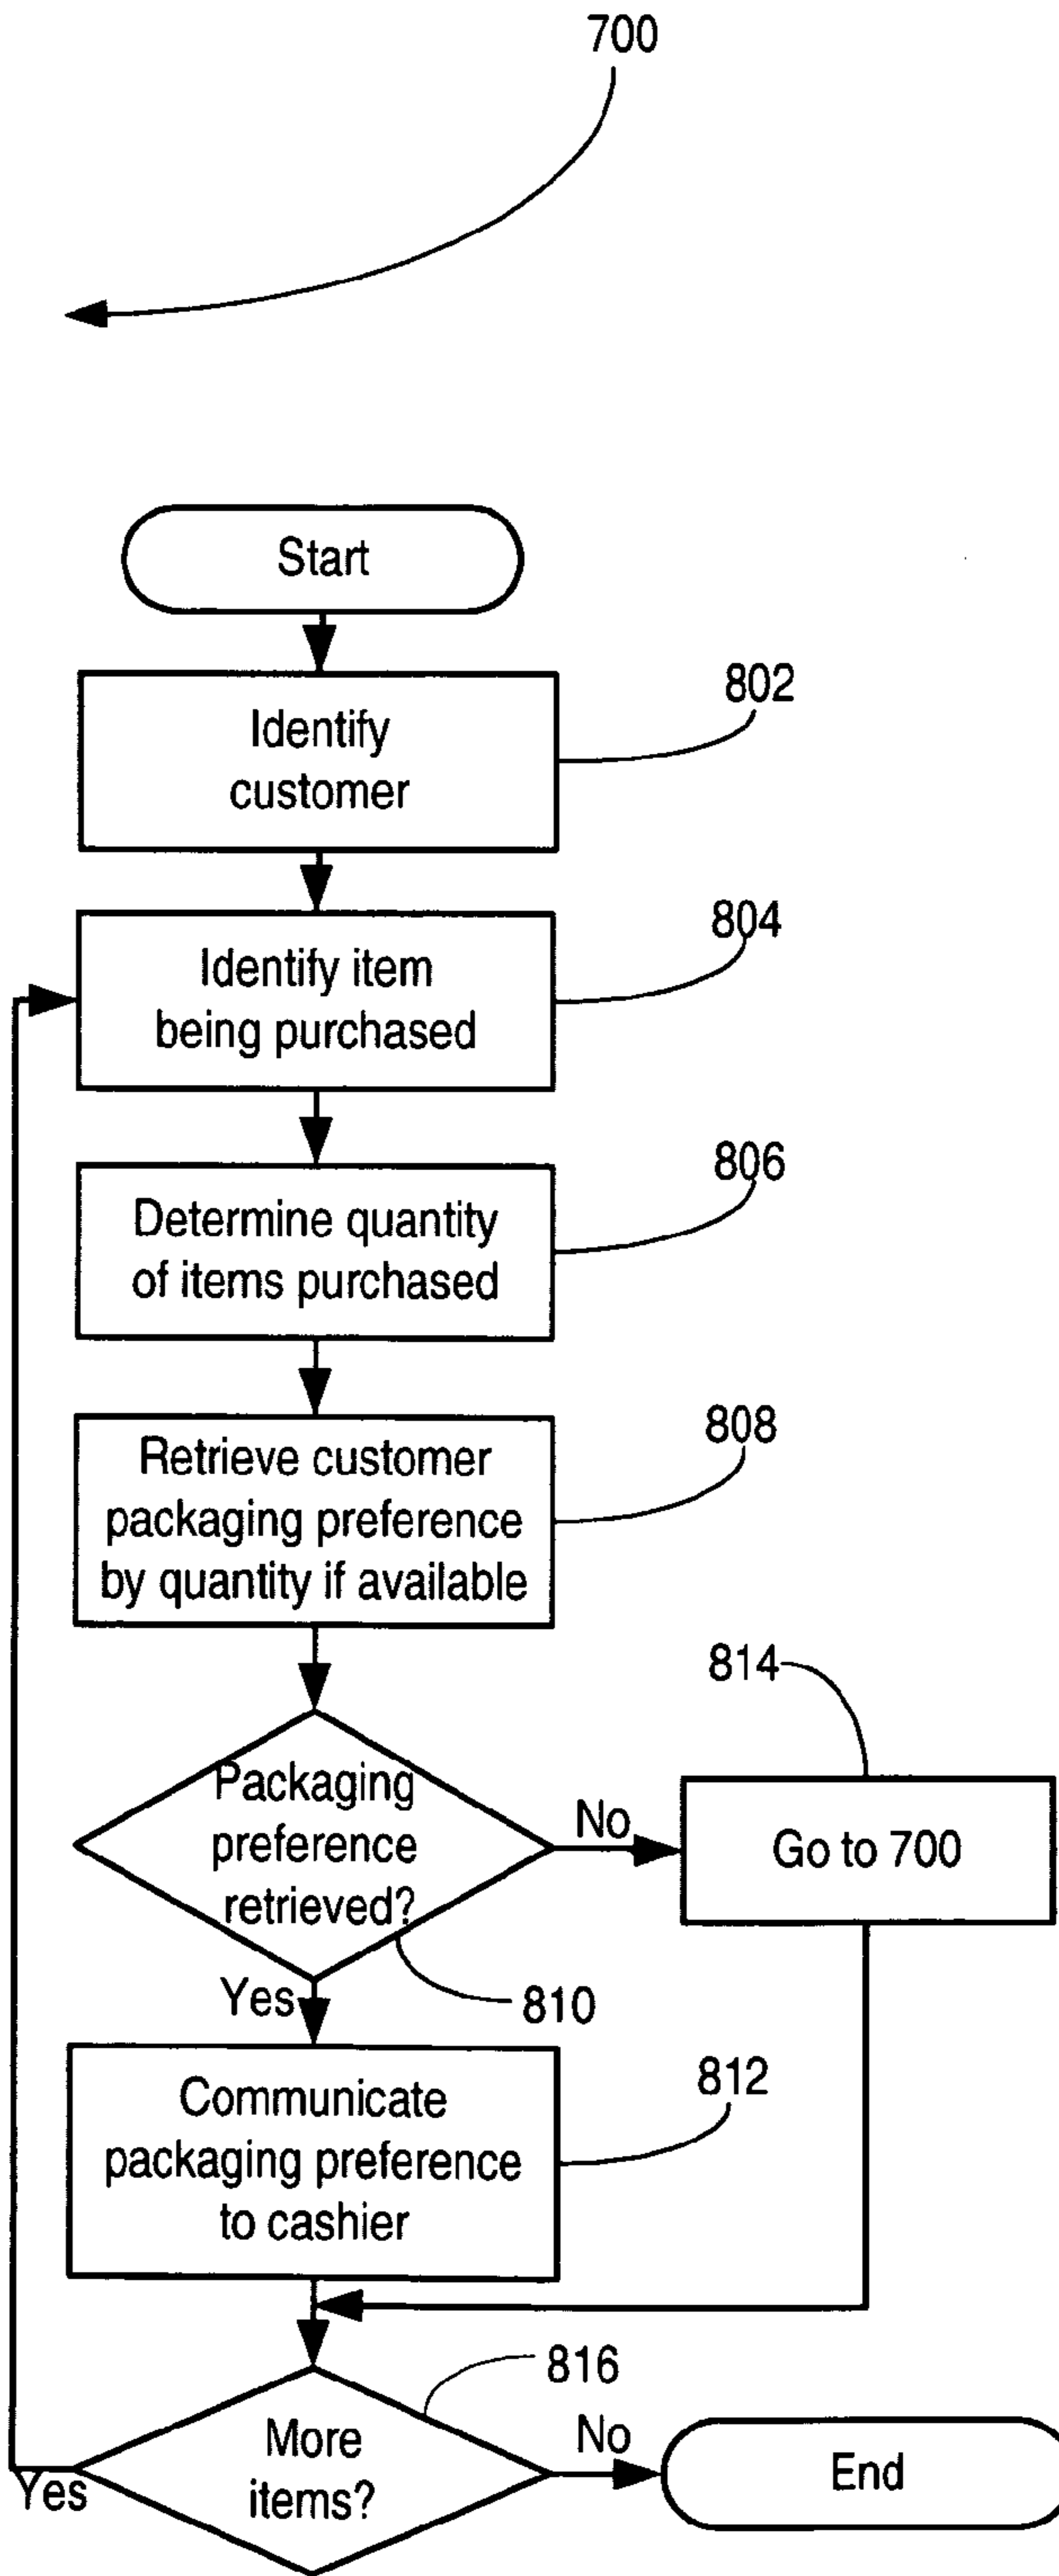 700
Start
Identify
customer
802
Identify item
being purchased
804
Determine quantity
of items purchased
806
Retrieve customer
packaging preference
by quantity if available
808
Packaging
preference
retrieved?
810
No
814
Go to 700
Yes
Communicate
packaging preference
to cashier
812
More
items?
816
Yes
No
End